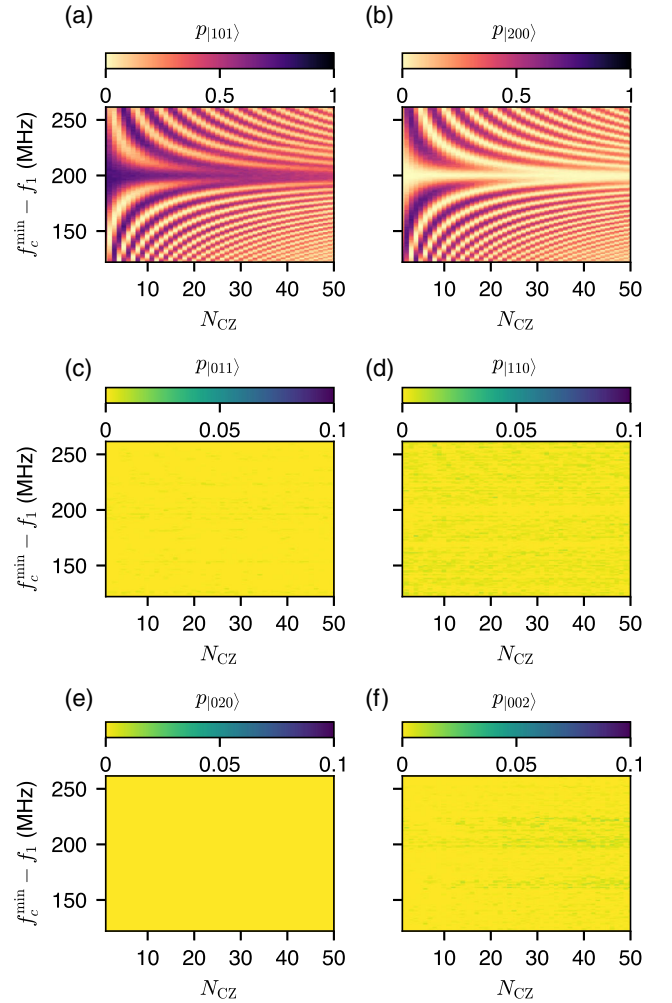 (a) (b)
p|101⟩ p|200⟩
0 0.5 1 0 0.5 1
f_c^min − f_1 (MHz)
250
200
150
10 20 30 40 50 10 20 30 40 50
N_CZ N_CZ
(c) (d)
p|011⟩ p|110⟩
0 0.05 0.1 0 0.05 0.1
f_c^min − f_1 (MHz)
250
200
150
10 20 30 40 50 10 20 30 40 50
N_CZ N_CZ
(e) (f)
p|020⟩ p|002⟩
0 0.05 0.1 0 0.05 0.1
f_c^min − f_1 (MHz)
250
200
150
10 20 30 40 50 10 20 30 40 50
N_CZ N_CZ